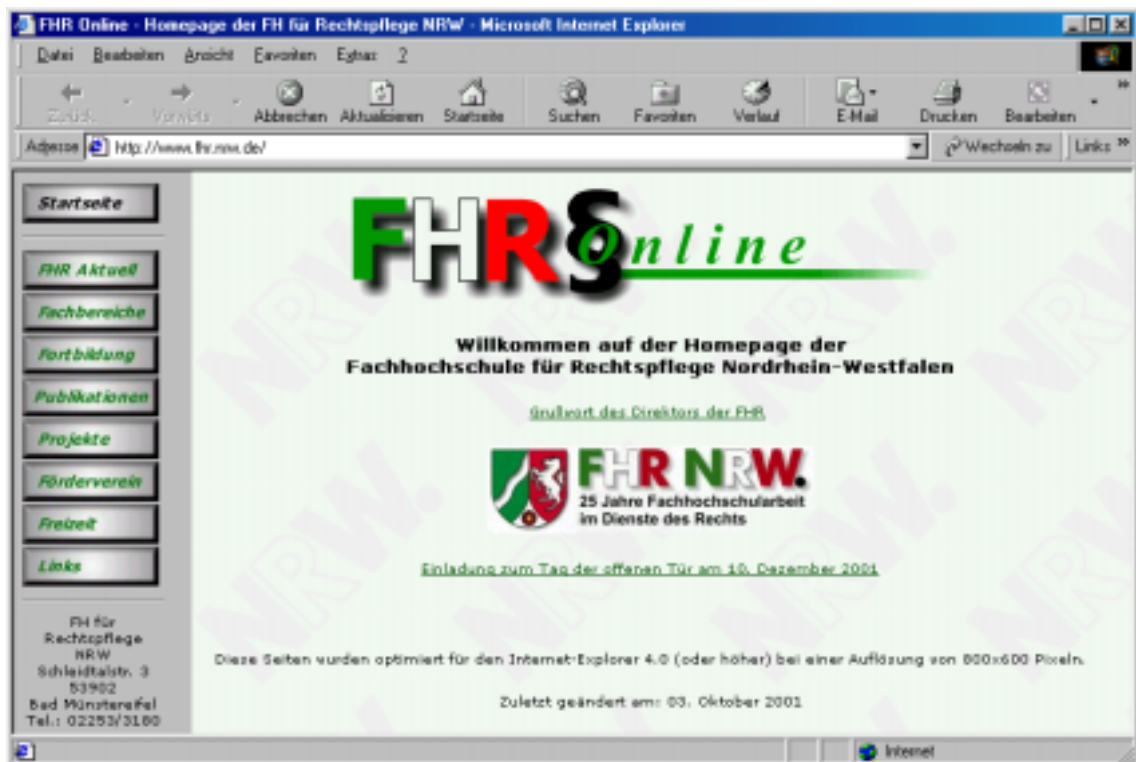 FHR Online - Homepage der FH für Rechtspflege NRW - Microsoft Internet Explorer
Datei Bearbeiten Ansicht Favoriten Extras ?
Zurück Vorwärts Abbrechen Aktualisieren Startseite Suchen Favoriten Verlauf E-Mail Drucken Bearbeiten »
Adresse http://www.fhr.nrw.de/ Wechseln zu Links »
Startseite
FHR Aktuell
Fachbereiche
Fortbildung
Publikationen
Projekte
Förderverein
Freizeit
Links
FH für
Rechtspflege
NRW
Schleidtalstr. 3
53902
Bad Münstereifel
Tel.: 02253/3180
FHR§Online
Willkommen auf der Homepage der
Fachhochschule für Rechtspflege Nordrhein-Westfalen
Grußwort des Direktors der FHR
FHR NRW.
25 Jahre Fachhochschularbeit
im Dienste des Rechts
Einladung zum Tag der offenen Tür am 10. Dezember 2001
Diese Seiten wurden optimiert für den Internet-Explorer 4.0 (oder höher) bei einer Auflösung von 800x600 Pixeln.
Zuletzt geändert am: 03. Oktober 2001
NRW.
Internet